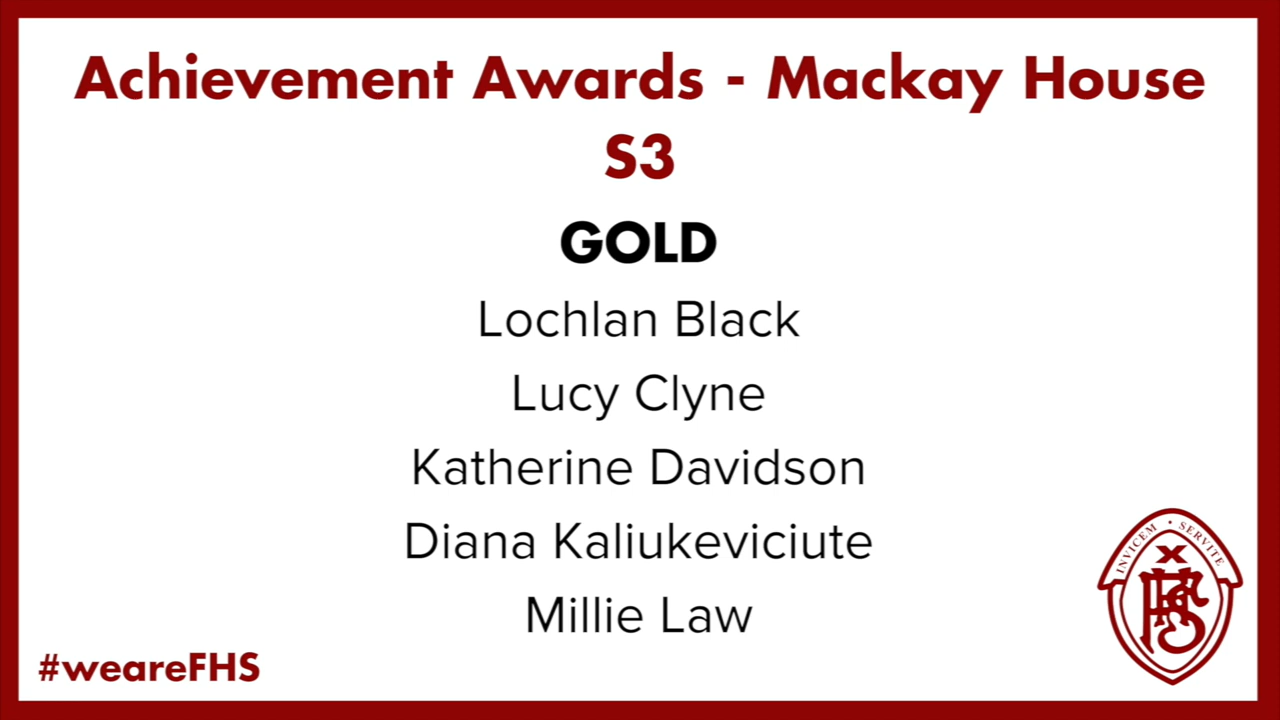 Achievement Awards - Mackay House
S3
GOLD
Lochlan Black
Lucy Clyne
Katherine Davidson
Diana Kaliukeviciute
Millie Law
#weareFHS
INVICEM • SERVITE
X
FHS